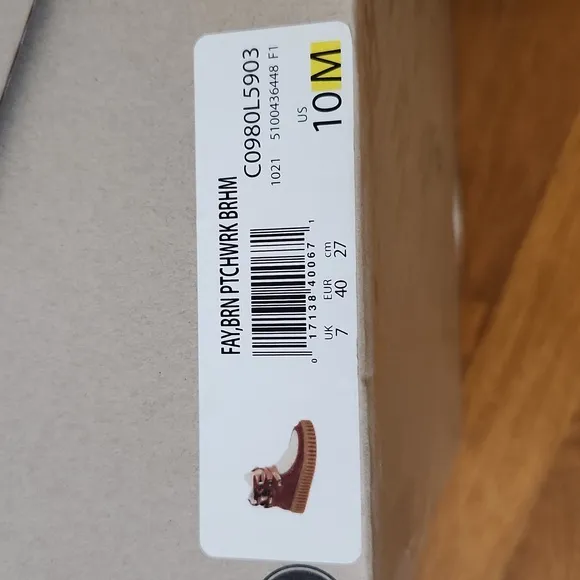 FAY,BRN PTCHWRK BRHM
C0980L5903
1021 5100436448 F1
US
10 M
0 17138 40067 1
UK EUR cm
7 40 27